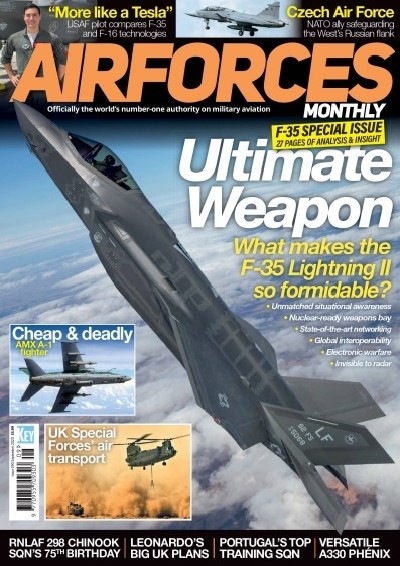 "More like a Tesla"
USAF pilot compares F-35
and F-16 technologies
Czech Air Force
NATO ally safeguarding
the West's Russian flank
AIRFORCES
MONTHLY
Officially the world's number-one authority on military aviation
F-35 SPECIAL ISSUE
27 PAGES OF ANALYSIS & INSIGHT
Ultimate
Weapon
What makes the
F-35 Lightning II
so formidable?
• Unmatched situational awareness
• Nuclear-ready weapons bay
• State-of-the-art networking
• Global interoperability
• Electronic warfare
• Invisible to radar
Cheap & deadly
AMX A-1
fighter
UK Special
Forces' air
transport
KEY
LF
RNLAF 298 CHINOOK
SQN'S 75TH BIRTHDAY
LEONARDO'S
BIG UK PLANS
PORTUGAL'S TOP
TRAINING SQN
VERSATILE
A330 PHÉNIX